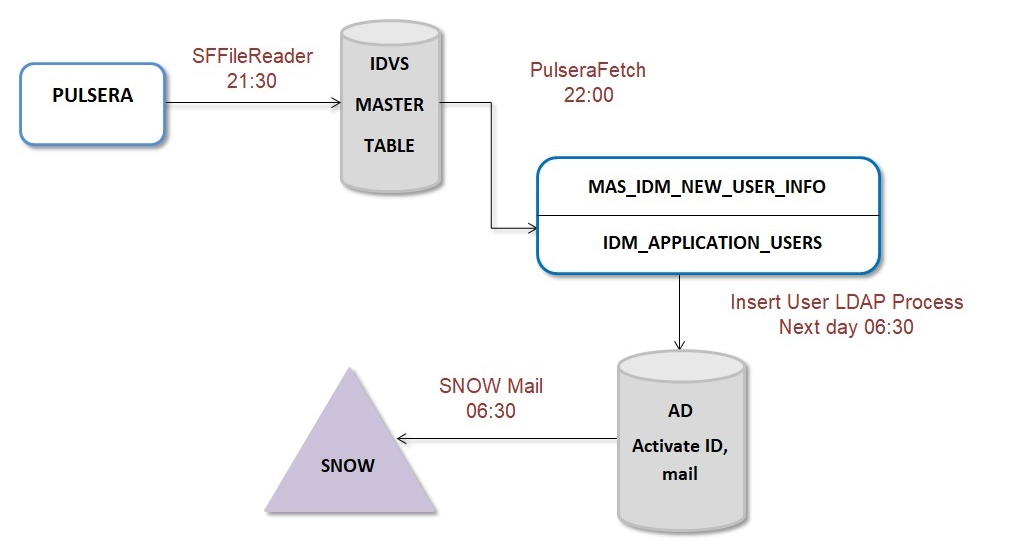 PULSERA
SFFileReader
21:30
IDVS
MASTER
TABLE
PulseraFetch
22:00
MAS_IDM_NEW_USER_INFO
IDM_APPLICATION_USERS
Insert User LDAP Process
Next day 06:30
AD
Activate ID,
mail
SNOW Mail
06:30
SNOW